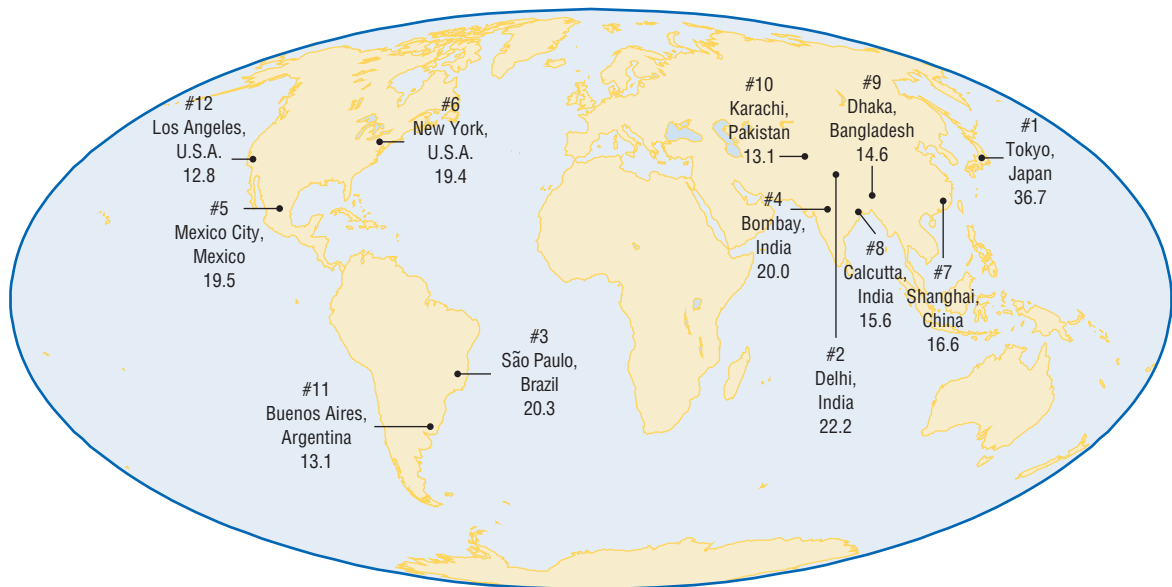 #12
Los Angeles,
U.S.A.
12.8
#6
New York,
U.S.A.
19.4
#5
Mexico City,
Mexico
19.5
#10
Karachi,
Pakistan
13.1
#9
Dhaka,
Bangladesh
14.6
#1
Tokyo,
Japan
36.7
#4
Bombay,
India
20.0
#8
Calcutta,
India
15.6
#7
Shanghai,
China
16.6
#3
São Paulo,
Brazil
20.3
#2
Delhi,
India
22.2
#11
Buenos Aires,
Argentina
13.1